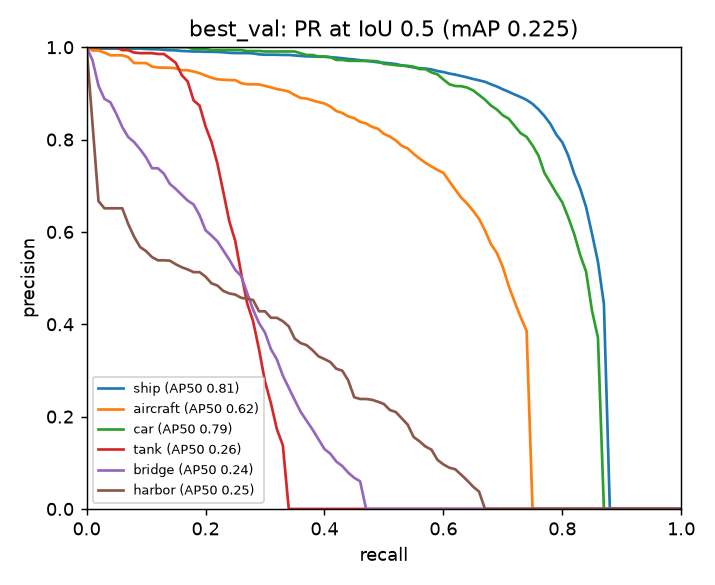 best_val: PR at IoU 0.5 (mAP 0.225)
precision
1.0
0.8
0.6
0.4
0.2
0.0
ship (AP50 0.81)
aircraft (AP50 0.62)
car (AP50 0.79)
tank (AP50 0.26)
bridge (AP50 0.24)
harbor (AP50 0.25)
0.0 0.2 0.4 0.6 0.8 1.0
recall